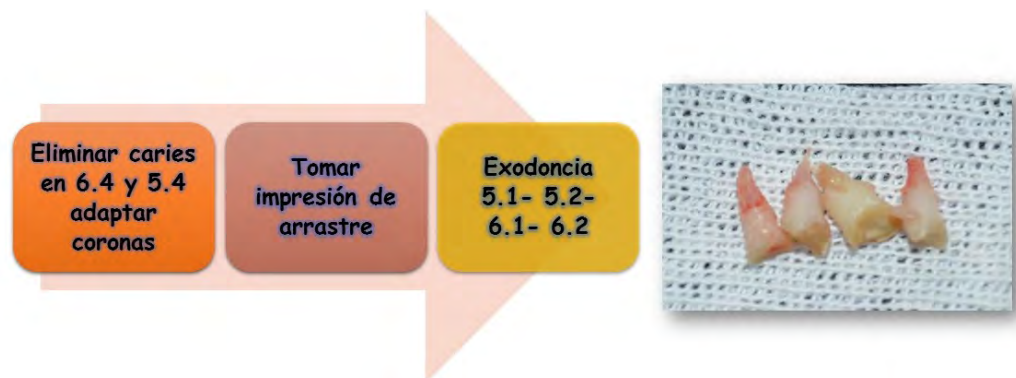 Eliminar caries
en 6.4 y 5.4
adaptar
coronas
Tomar
impresión de
arrastre
Exodoncia
5.1- 5.2-
6.1- 6.2